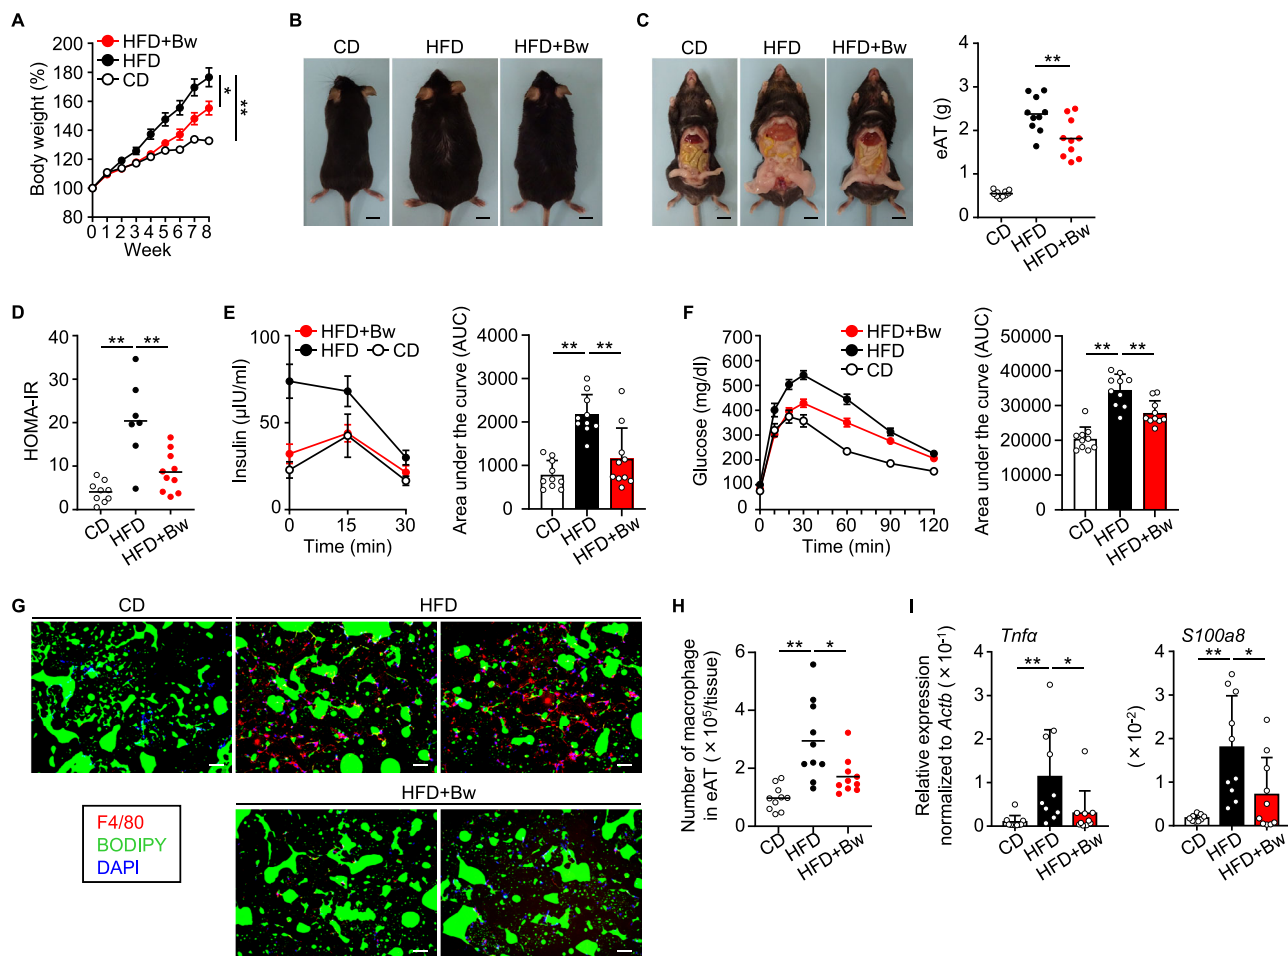 A
Body weight (%)
200
180
160
140
120
100
80
HFD+Bw
HFD
CD
*
**
0 1 2 3 4 5 6 7 8
Week
B
CD HFD HFD+Bw
C
CD HFD HFD+Bw
eAT (g)
4
3
2
1
0
**
CD HFD HFD+Bw
D
HOMA-IR
40
30
20
10
0
** **
CD HFD HFD+Bw
E
HFD+Bw
HFD CD
Insulin (μIU/ml)
100
50
0
0 15 30
Time (min)
Area under the curve (AUC)
4000
3000
2000
1000
0
** **
CD HFD HFD+Bw
F
Glucose (mg/dl)
700
600
500
400
300
200
100
0
HFD+Bw
HFD
CD
0 30 60 90 120
Time (min)
Area under the curve (AUC)
50000
40000
30000
20000
10000
0
** **
CD HFD HFD+Bw
G
CD HFD
HFD+Bw
F4/80
BODIPY
DAPI
H
Number of macrophage
in eAT (×10⁵/tissue)
6
4
2
0
** *
CD HFD HFD+Bw
I
Relative expression
normalized to Actb (×10⁻¹)
Tnfα
4
3
2
1
0
** *
CD HFD HFD+Bw
S100a8
(×10⁻²)
4
3
2
1
0
** *
CD HFD HFD+Bw